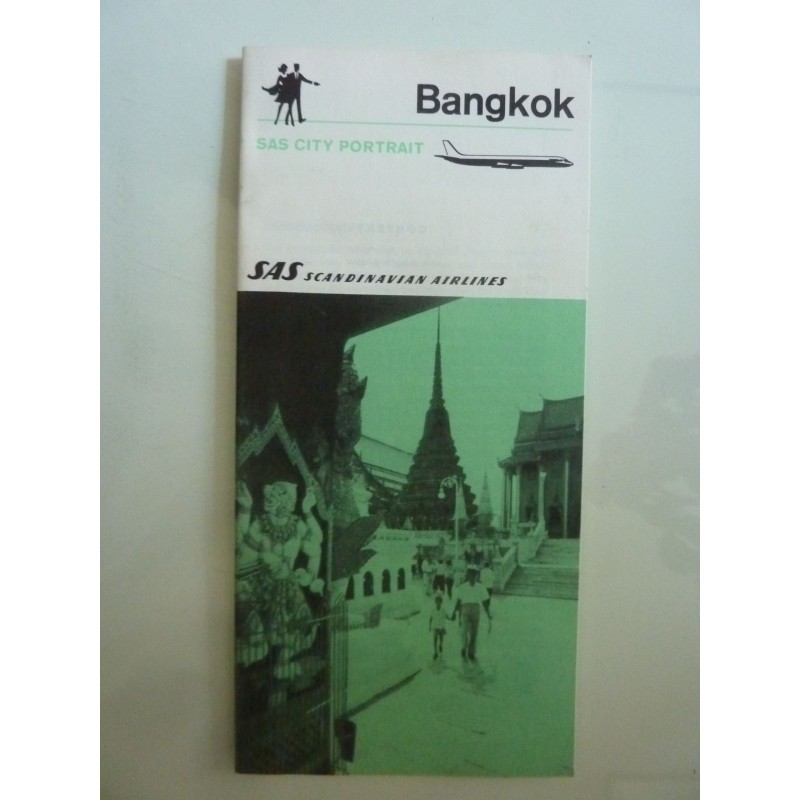 Bangkok
SAS CITY PORTRAIT
SAS SCANDINAVIAN AIRLINES